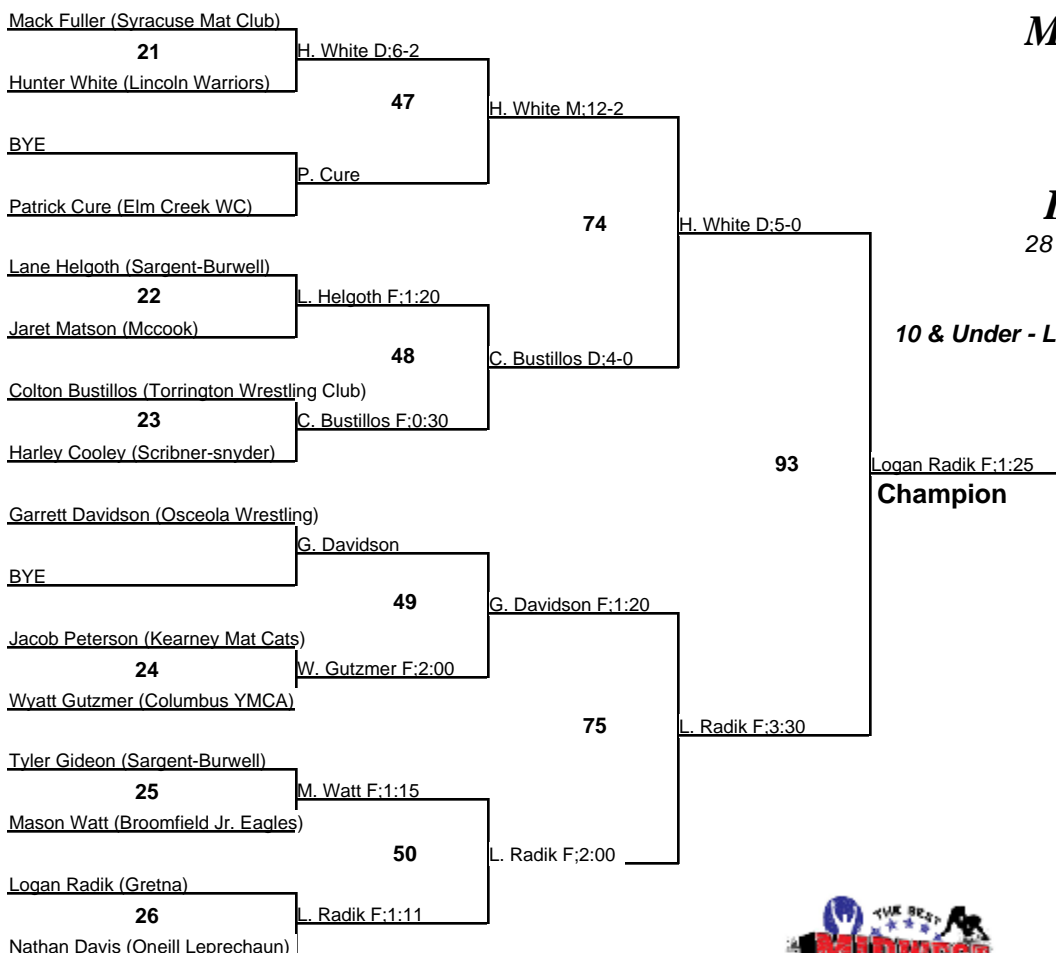 Mack Fuller (Syracuse Mat Club)
21
H. White D;6-2
Hunter White (Lincoln Warriors)
47
H. White M;12-2
BYE
P. Cure
Patrick Cure (Elm Creek WC)
74
H. White D;5-0
Lane Helgoth (Sargent-Burwell)
22
L. Helgoth F;1:20
Jaret Matson (Mccook)
48
C. Bustillos D;4-0
Colton Bustillos (Torrington Wrestling Club)
23
C. Bustillos F;0:30
Harley Cooley (Scribner-snyder)
93
Logan Radik F;1:25
Champion
Garrett Davidson (Osceola Wrestling)
G. Davidson
BYE
49
G. Davidson F;1:20
Jacob Peterson (Kearney Mat Cats)
24
W. Gutzmer F;2:00
Wyatt Gutzmer (Columbus YMCA)
75
L. Radik F;3:30
Tyler Gideon (Sargent-Burwell)
25
M. Watt F;1:15
Mason Watt (Broomfield Jr. Eagles)
50
L. Radik F;2:00
Logan Radik (Gretna)
26
L. Radik F;1:11
Nathan Davis (Oneill Leprechaun)
M
28
10 & Under - L
THE BEST
MIDWEST